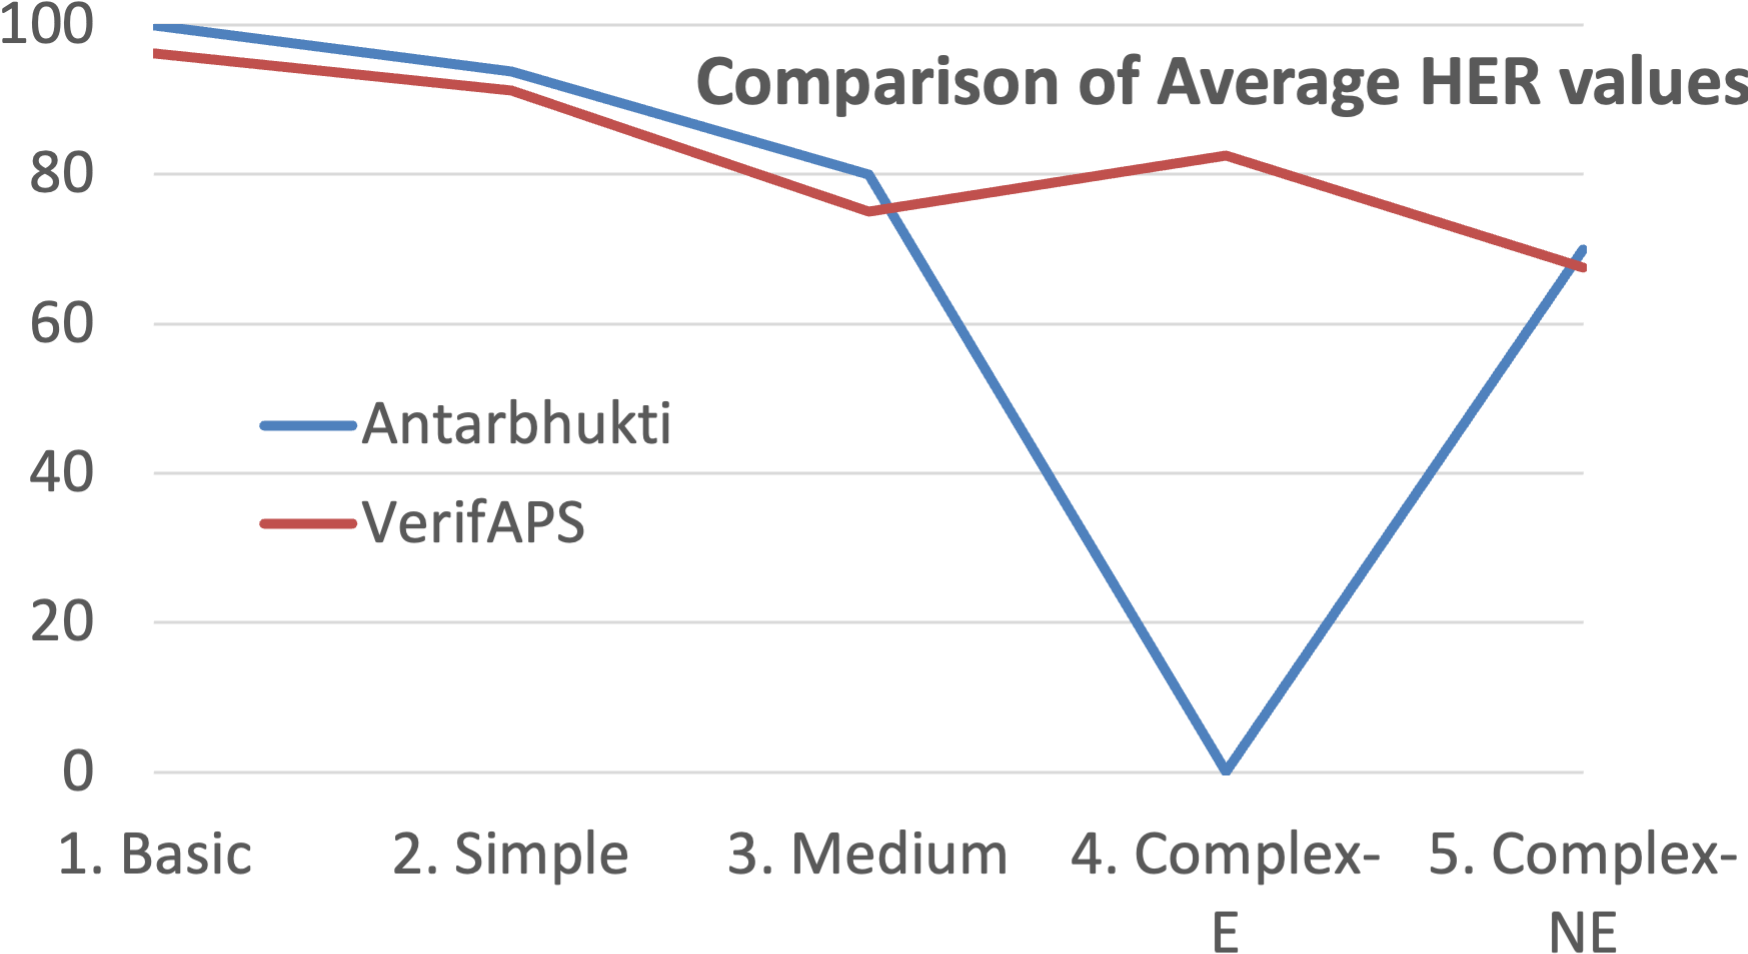 Comparison of Average HER values
100
80
60
40
20
0
Antarbhukti
VerifAPS
1. Basic
2. Simple
3. Medium
4. Complex-
E
5. Complex-
NE